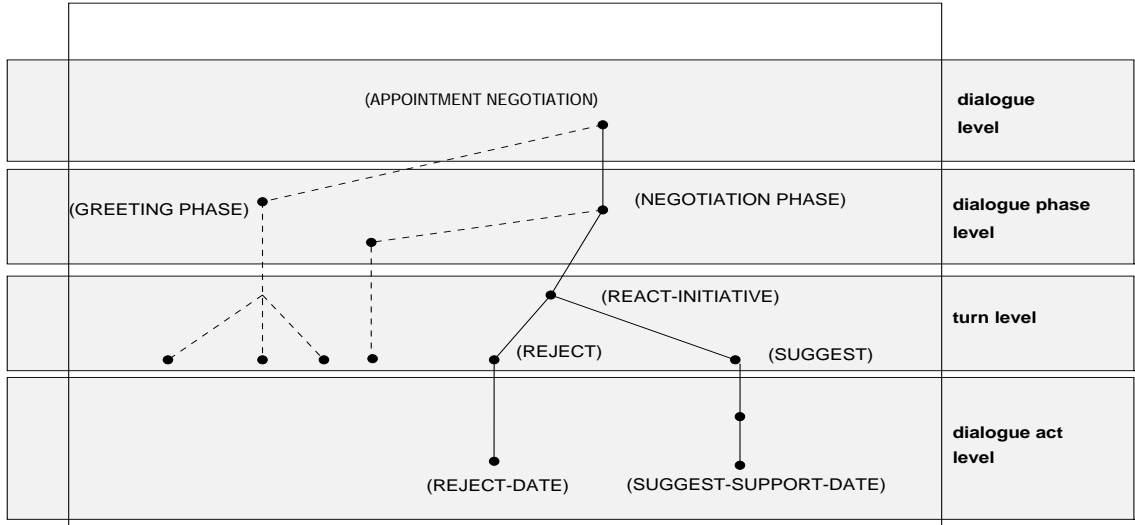 (APPOINTMENT NEGOTIATION)
dialogue
level
(GREETING PHASE)
(NEGOTIATION PHASE)
dialogue phase
level
(REACT-INITIATIVE)
turn level
(REJECT)
(SUGGEST)
dialogue act
level
(REJECT-DATE)
(SUGGEST-SUPPORT-DATE)